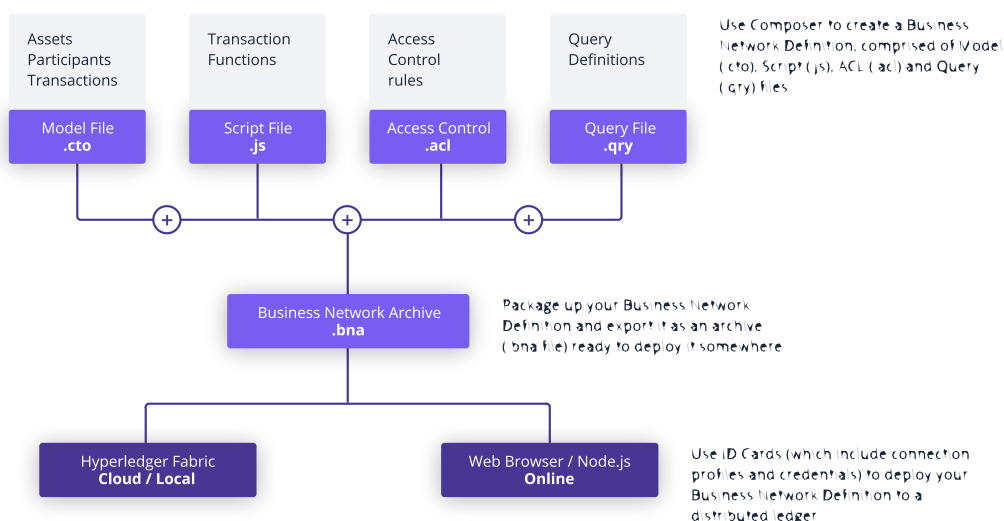 Assets
Participants
Transactions
Transaction
Functions
Access
Control
rules
Query
Definitions
Use Composer to create a Business
Network Definition, comprised of Model
(.cto), Script (.js), ACL (.acl) and Query
(.qry) files
Model File
.cto
Script File
.js
Access Control
.acl
Query File
.qry
+
+
+
Business Network Archive
.bna
Package up your Business Network
Definition and export it as an archive
(.bna file) ready to deploy it somewhere
Hyperledger Fabric
Cloud / Local
Web Browser / Node.js
Online
Use ID Cards (which include connection
profiles and credentials) to deploy your
Business Network Definition to a
distributed ledger